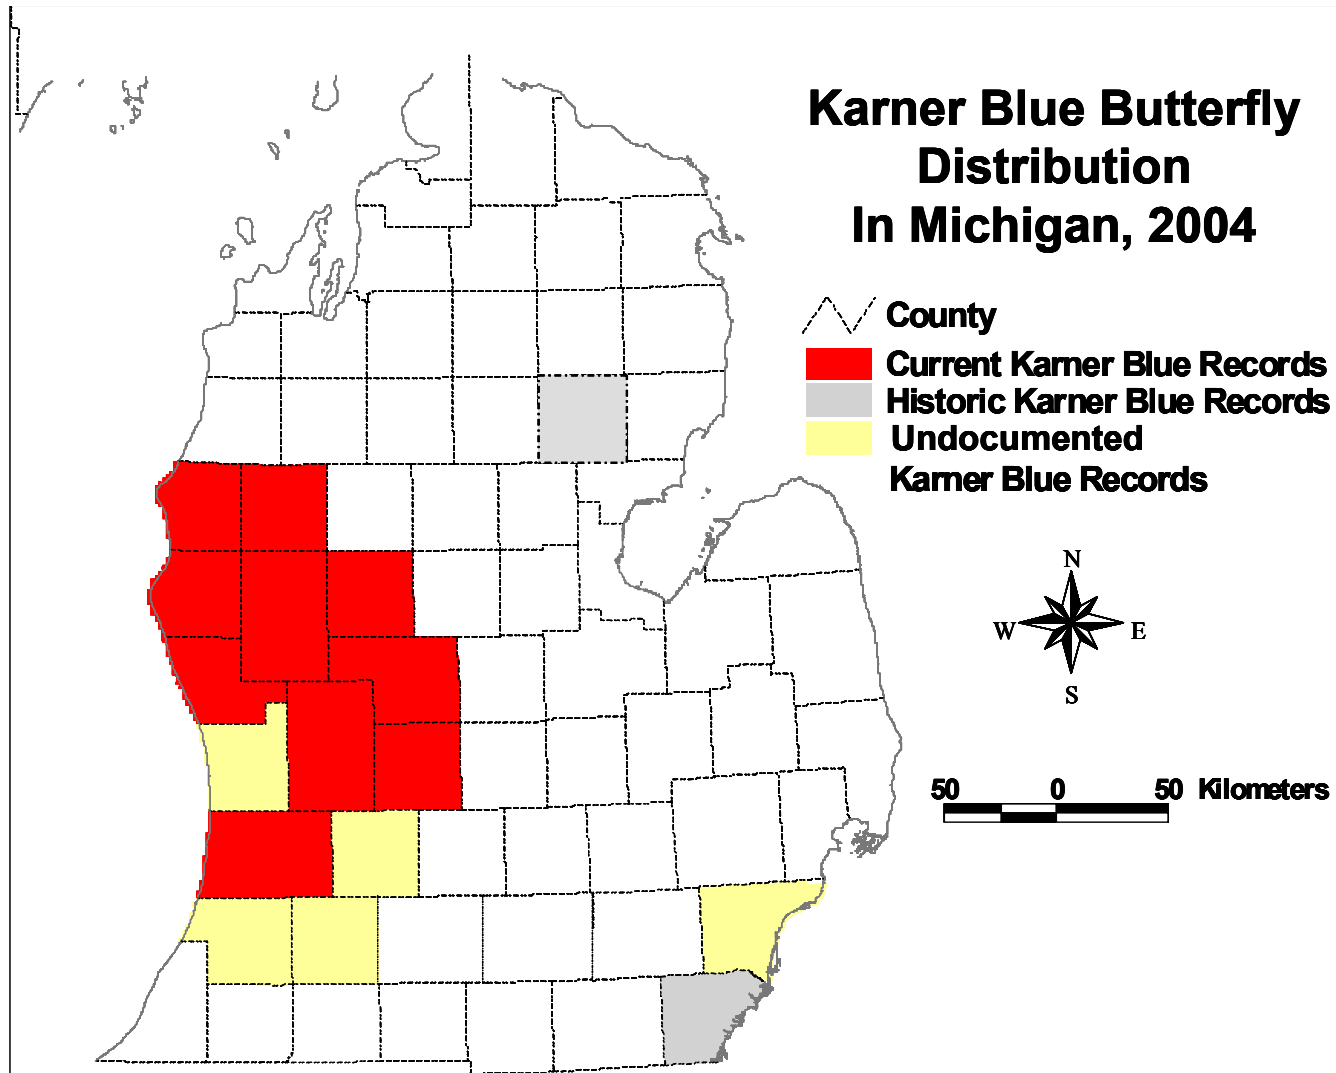 Karner Blue Butterfly
Distribution
In Michigan, 2004
County
Current Karner Blue Records
Historic Karner Blue Records
Undocumented
Karner Blue Records
N
W E
S
50 0 50 Kilometers